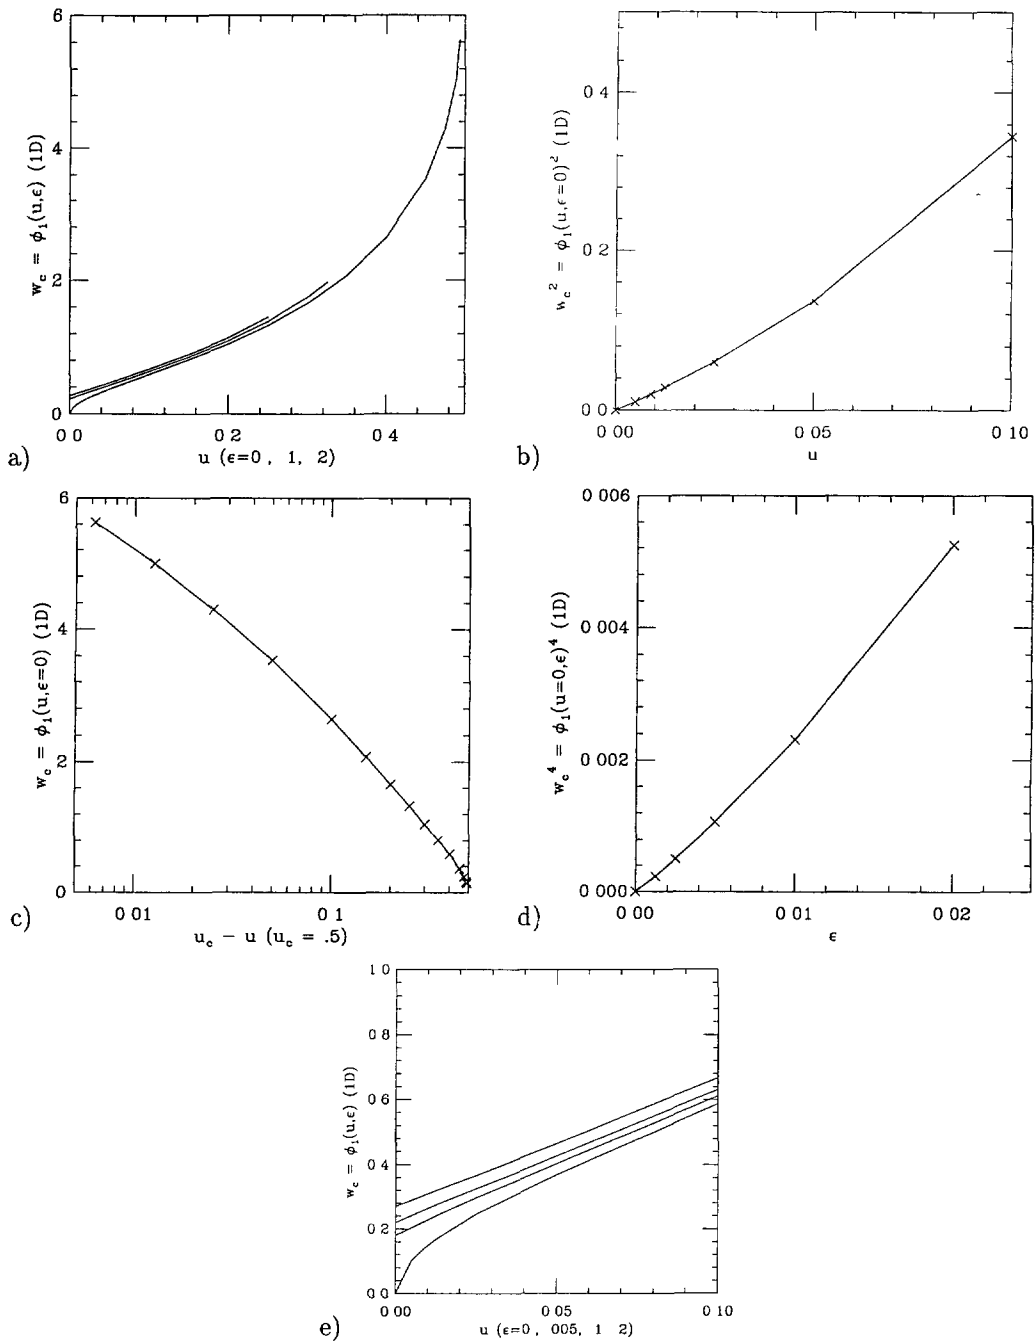 6
4
2
0
w_c = ϕ_1(u,ε) (1D)
0 0
0 2
0 4
u (ε=0 , 1, 2)
a)
0 4
0 2
0 0
w_c^2 = ϕ_1(u,ε=0)^2 (1D)
0 00
0 05
0 10
u
b)
6
4
2
0
w_c = ϕ_1(u,ε=0) (1D)
0 01
0 1
u_c − u (u_c = .5)
c)
0 006
0 004
0 002
0 000
w_c^4 = ϕ_1(u=0,ε)^4 (1D)
0 00
0 01
0 02
ε
d)
1 0
0 8
0 6
0 4
0 2
0 0
w_c = ϕ_1(u,ε) (1D)
0 00
0 05
0 10
u (ε=0 , 005, 1 2)
e)